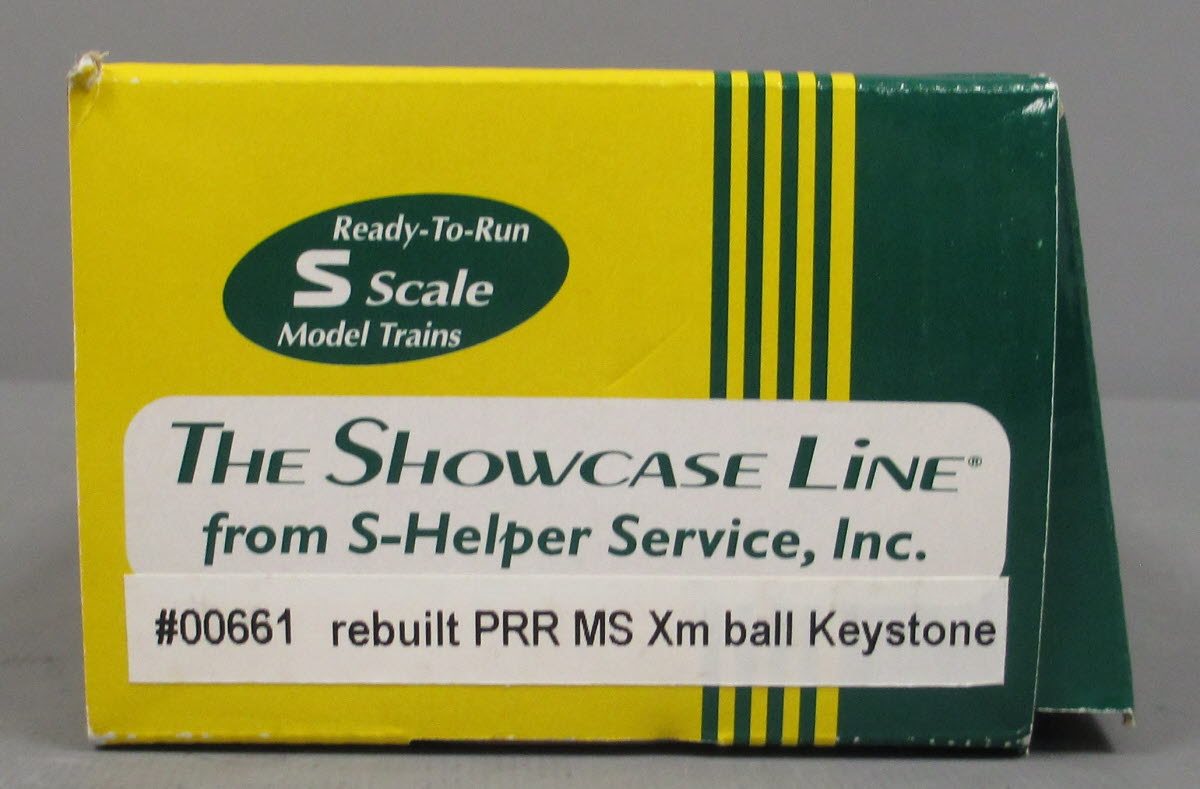 Ready-To-Run
S Scale
Model Trains
THE SHOWCASE LINE®
from S-Helper Service, Inc.
#00661 rebuilt PRR MS Xm ball Keystone